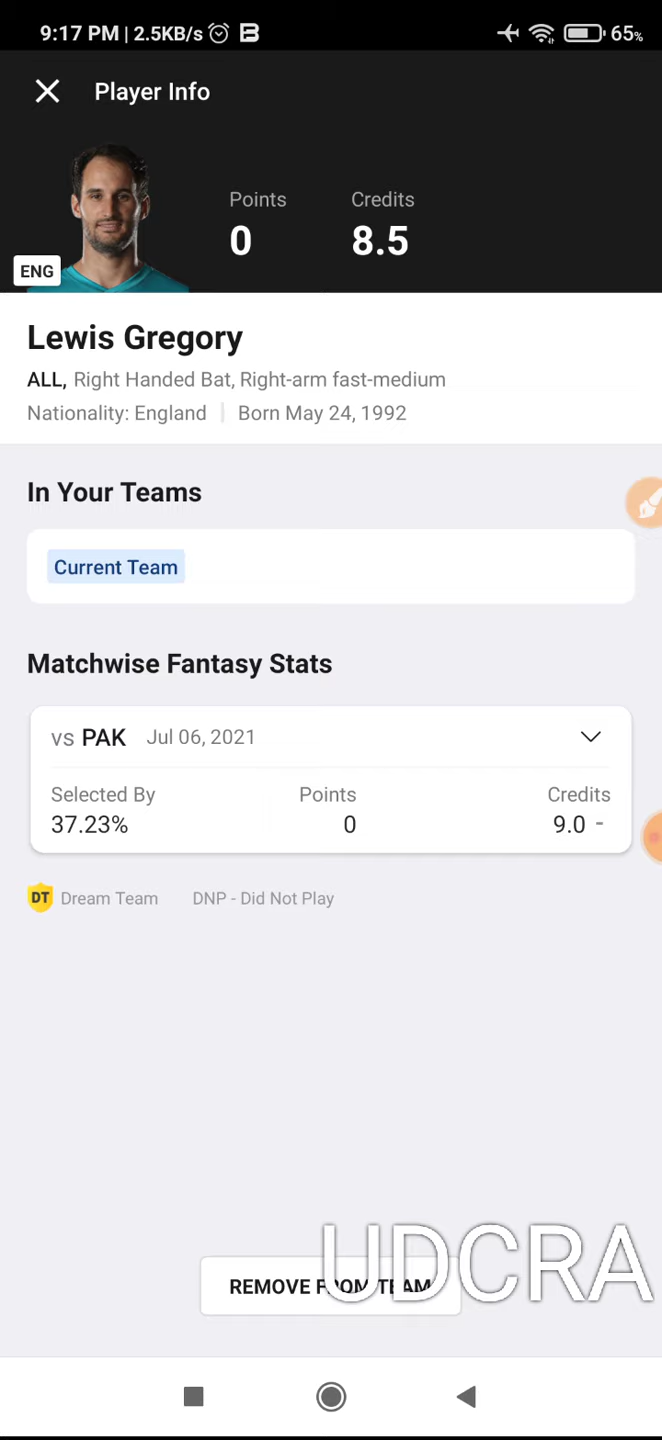 9:17 PM | 2.5KB/s
65%
Player Info
Points
Credits
0
8.5
ENG
Lewis Gregory
ALL, Right Handed Bat, Right-arm fast-medium
Nationality: England | Born May 24, 1992
In Your Teams
Current Team
Matchwise Fantasy Stats
vs PAK Jul 06, 2021
Selected By Points Credits
37.23% 0 9.0 -
DT Dream Team DNP - Did Not Play
REMOVE FROM TEAM
UDCRA